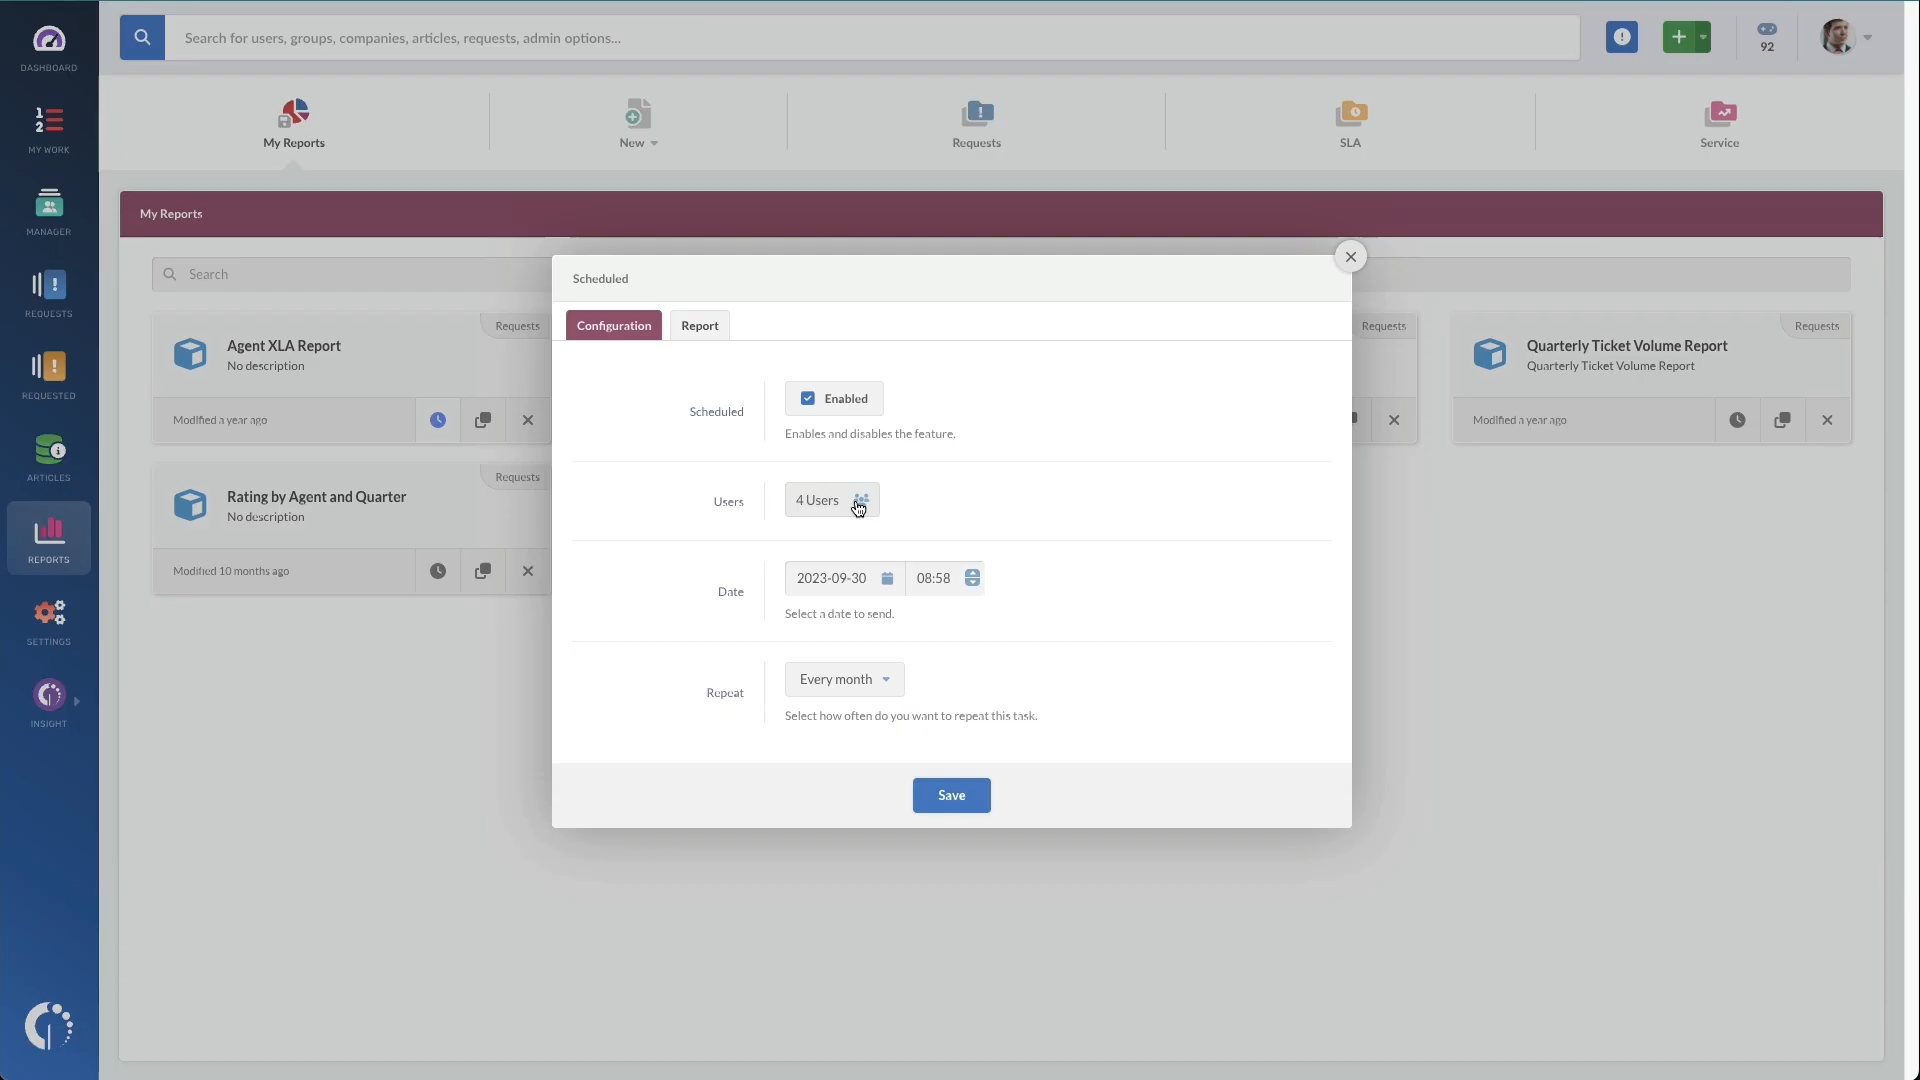 DASHBOARD
MY WORK
MANAGER
REQUESTS
REQUESTED
ARTICLES
REPORTS
SETTINGS
INSIGHT
Search for users, groups, companies, articles, requests, admin options...
92
My Reports
New
Requests
SLA
Service
My Reports
Search
Requests
Agent XLA Report
No description
Modified a year ago
Requests
Requests
Quarterly Ticket Volume Report
Quarterly Ticket Volume Report
Modified a year ago
Requests
Rating by Agent and Quarter
No description
Modified 10 months ago
Scheduled
Configuration
Report
Scheduled
Enabled
Enables and disables the feature.
Users
4 Users
Date
2023-09-30
08:58
Select a date to send.
Repeat
Every month
Select how often do you want to repeat this task.
Save